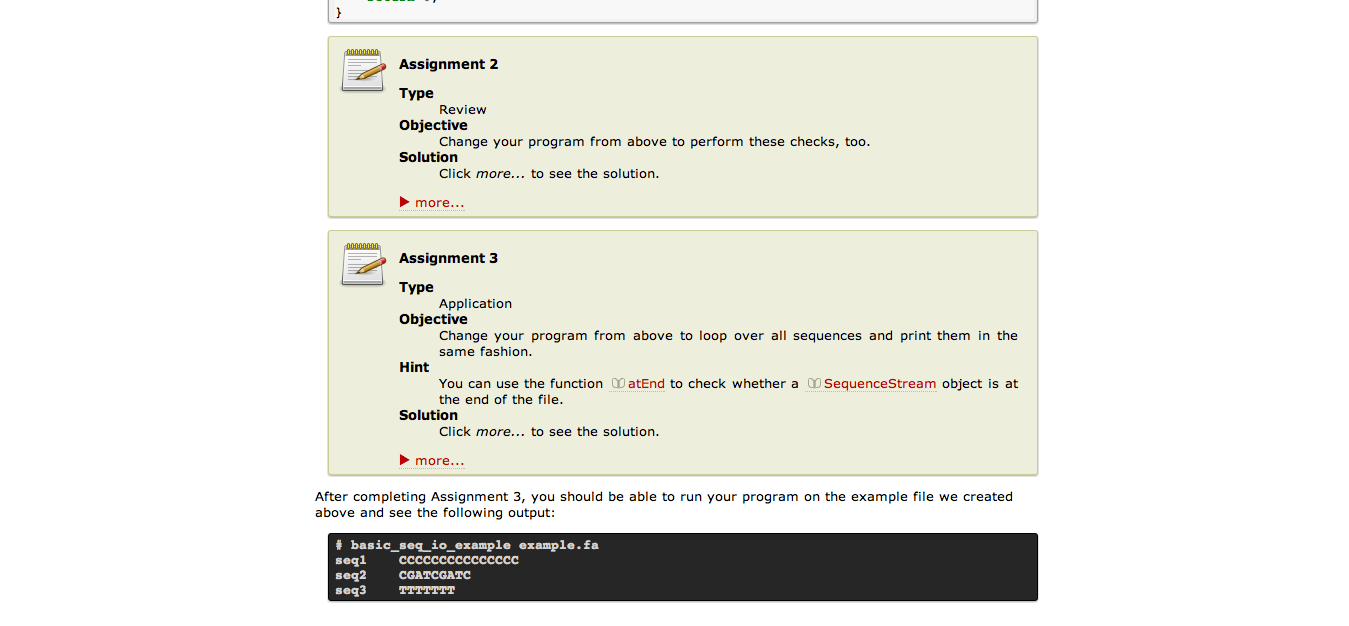 }
Assignment 2
Type
Review
Objective
Change your program from above to perform these checks, too.
Solution
Click more... to see the solution.
more...
Assignment 3
Type
Application
Objective
Change your program from above to loop over all sequences and print them in the
same fashion.
Hint
You can use the function atEnd to check whether a SequenceStream object is at
the end of the file.
Solution
Click more... to see the solution.
more...
After completing Assignment 3, you should be able to run your program on the example file we created
above and see the following output:
# basic_seq_io_example example.fa
seq1    CCCCCCCCCCCCCCC
seq2    CGATCGATC
seq3    TTTTTTT